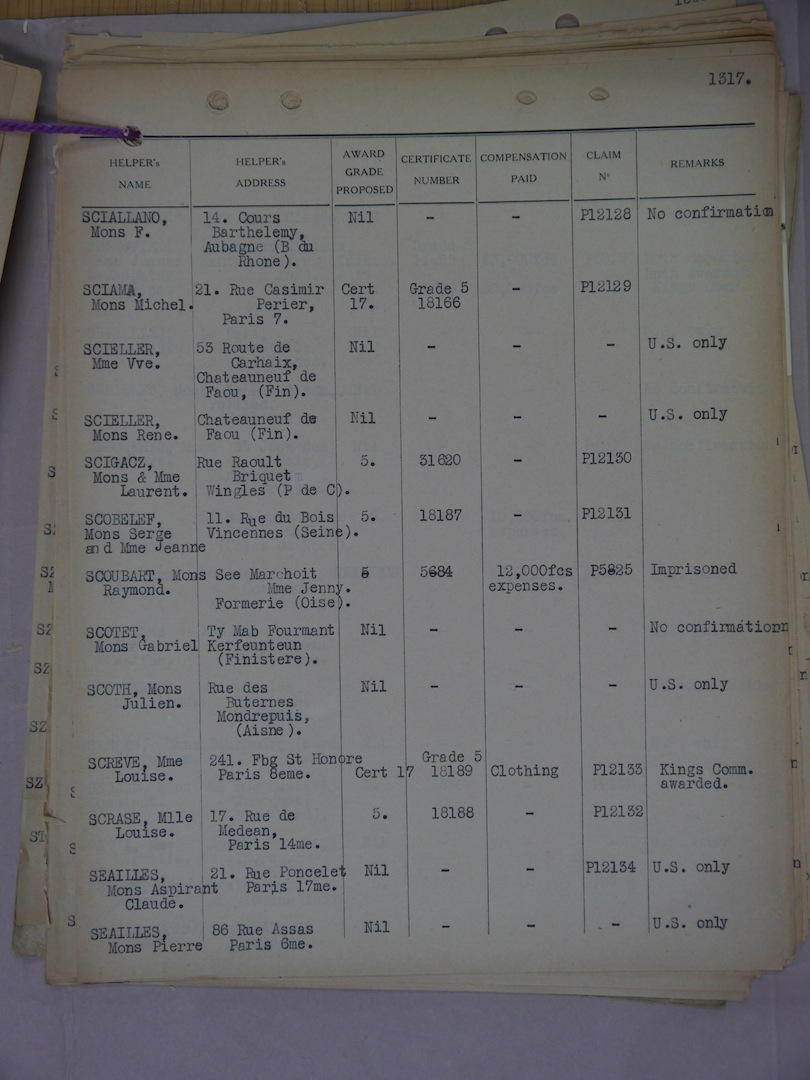 1317.
HELPER's NAME HELPER's ADDRESS AWARD GRADE PROPOSED CERTIFICATE NUMBER COMPENSATION PAID CLAIM N° REMARKS
SCIALLANO, 14. Cours Nil - - P12128 No confirmation
Mons F. Barthelemy,
Aubagne (B du
Rhone).
SCIAMA, 21. Rue Casimir Cert Grade 5 - P12129
Mons Michel. Perier, 17. 18166
Paris 7.
SCIELLER, 53 Route de Nil - - - U.S. only
Mme Vve. Carhaix,
Chateauneuf de
Faou, (Fin).
SCIELLER, Chateauneuf de Nil - - - U.S. only
Mons Rene. Faou (Fin).
SCIGACZ, Rue Raoult 5. 31620 - P12130
Mons & Mme Briquet
Laurent. Wingles (P de C).
SCOBELEF, 11. Rue du Bois 5. 18187 - P12131
Mons Serge Vincennes (Seine).
and Mme Jeanne
SCOUBART, Mons See Marchoit 5 5684 12,000fcs P5825 Imprisoned
Raymond. Mme Jenny. expenses.
Formerie (Oise).
SCOTET, Ty Mab Fourmant Nil - - - No confirmationn
Mons Gabriel Kerfeunteun
(Finistere).
SCOTH, Mons Rue des Nil - - - U.S. only
Julien. Buternes
Mondrepuis,
(Aisne).
SCREVE, Mme 241. Fbg St Honore Grade 5
Louise. Paris 8eme. Cert 17 18189 Clothing P12133 Kings Comm.
awarded.
SCRASE, Mlle 17. Rue de 5. 18188 - P12132
Louise. Medean,
Paris 14me.
SEAILLES, 21. Rue Poncelet Nil - - P12134 U.S. only
Mons Aspirant Paris 17me.
Claude.
SEAILLES, 86 Rue Assas Nil - - - U.S. only
Mons Pierre Paris 6me.